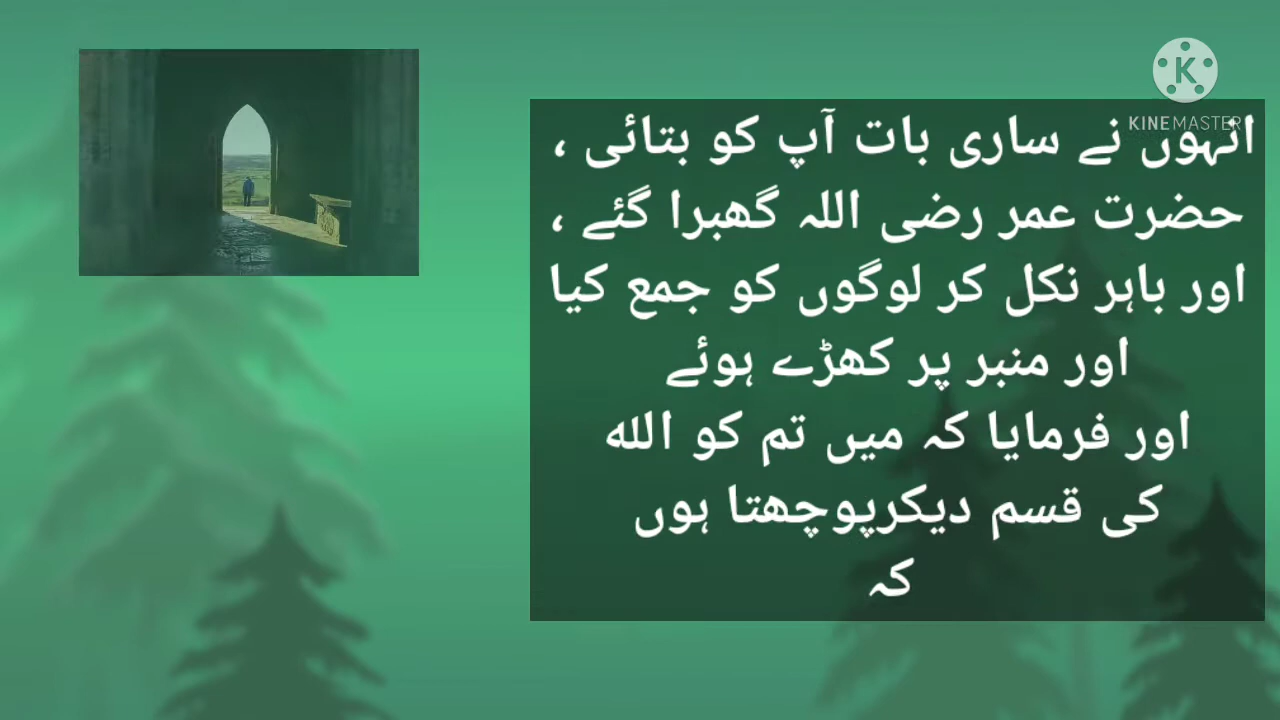 KINEMASTER
انہوں نے ساری بات آپ کو بتائی ،
حضرت عمر رضی اللہ گھبرا گئے ،
اور باہر نکل کر لوگوں کو جمع کیا
اور منبر پر کھڑے ہوئے
اور فرمایا کہ میں تم کو الله
کی قسم دیکرپوچھتا ہوں
کہ